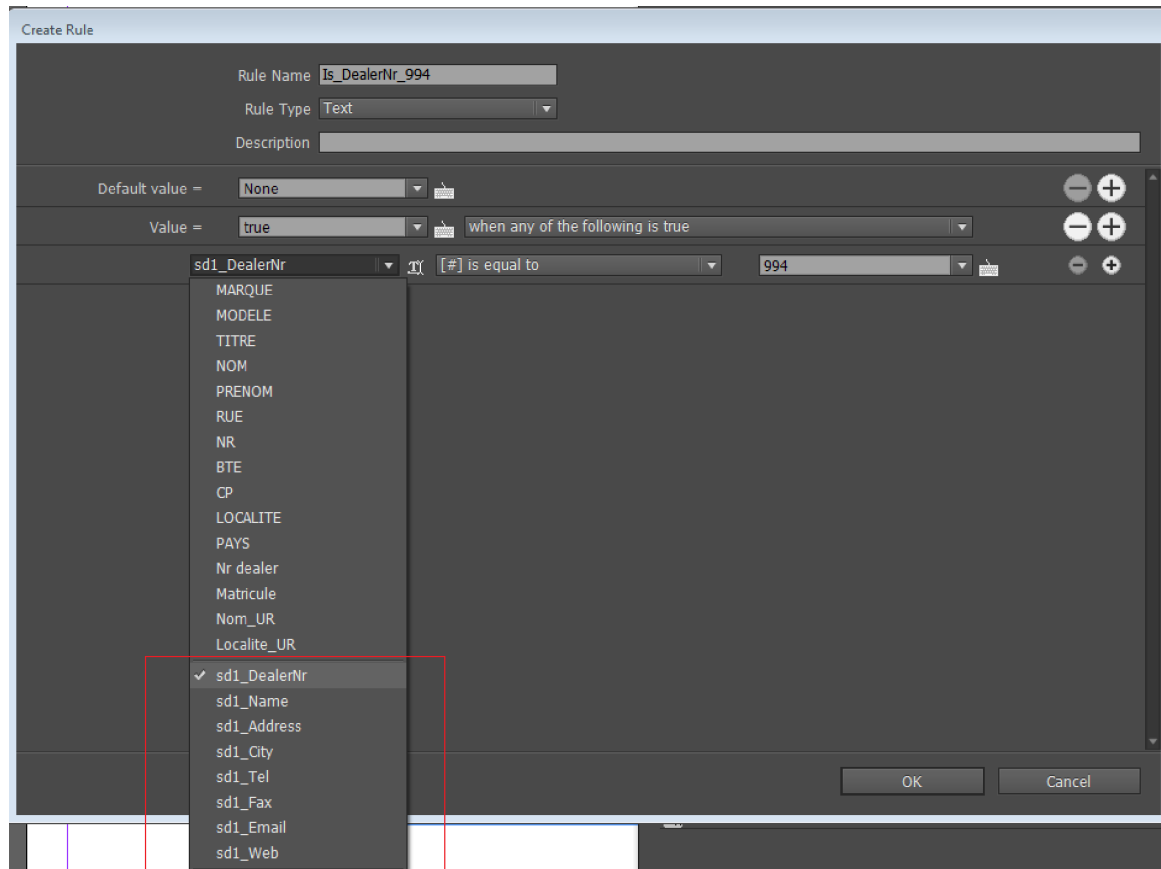 Create Rule
Rule Name Is_DealerNr_994
Rule Type Text
Description
Default value = None
Value = true when any of the following is true
sd1_DealerNr [#] is equal to 994
MARQUE
MODELE
TITRE
NOM
PRENOM
RUE
NR
BTE
CP
LOCALITE
PAYS
Nr dealer
Matricule
Nom_UR
Localite_UR
sd1_DealerNr
sd1_Name
sd1_Address
sd1_City
sd1_Tel
OK Cancel
sd1_Fax
sd1_Email
sd1_Web